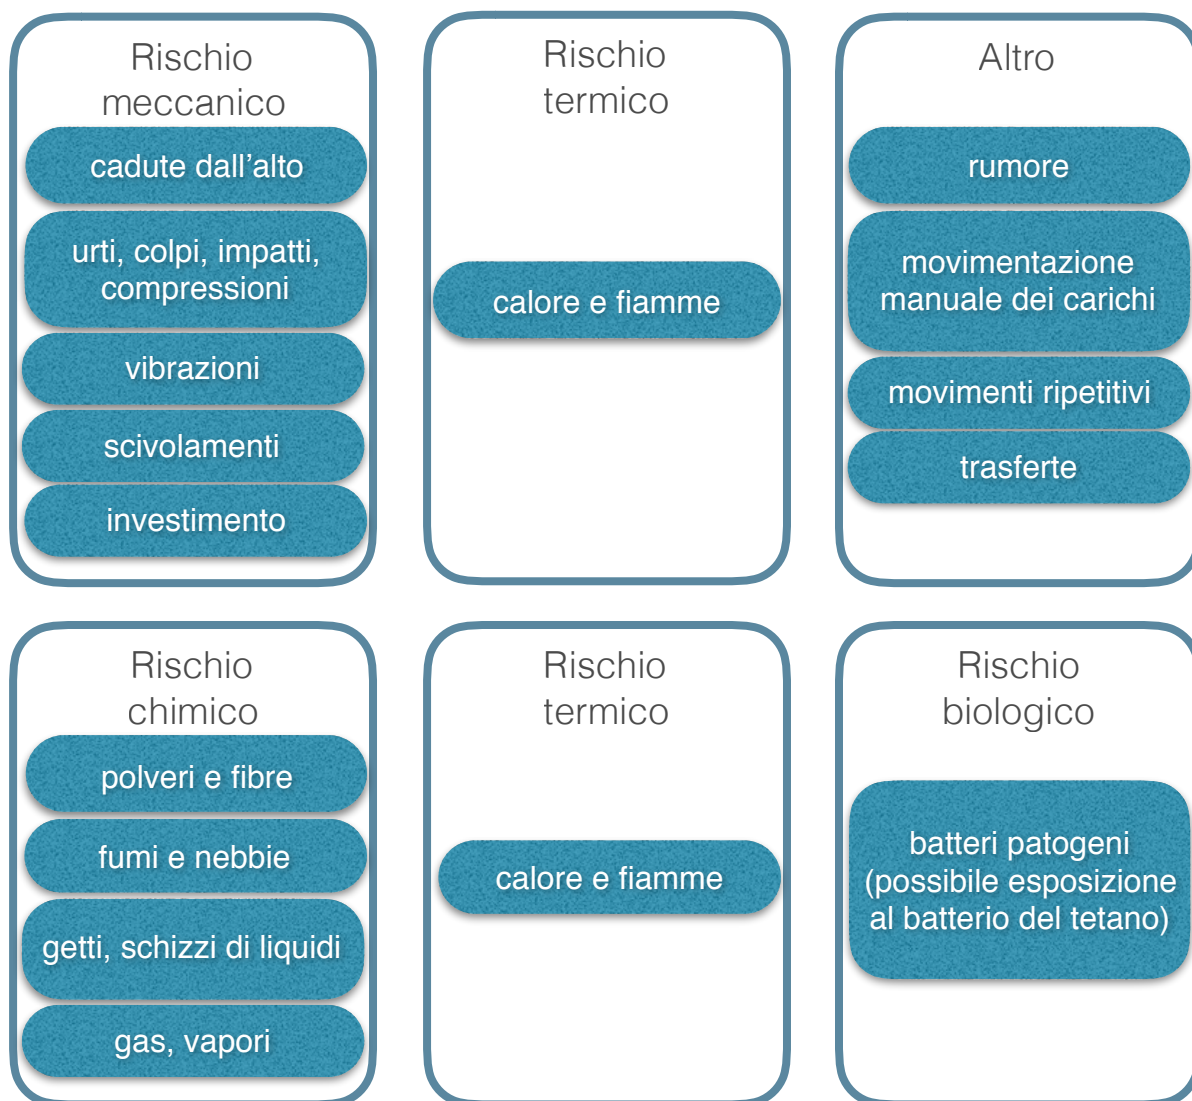 Rischio
meccanico
cadute dall'alto
urti, colpi, impatti,
compressioni
vibrazioni
scivolamenti
investimento
Rischio
termico
calore e fiamme
Altro
rumore
movimentazione
manuale dei carichi
movimenti ripetitivi
trasferte
Rischio
chimico
polveri e fibre
fumi e nebbie
getti, schizzi di liquidi
gas, vapori
Rischio
termico
calore e fiamme
Rischio
biologico
batteri patogeni
(possibile esposizione
al batterio del tetano)